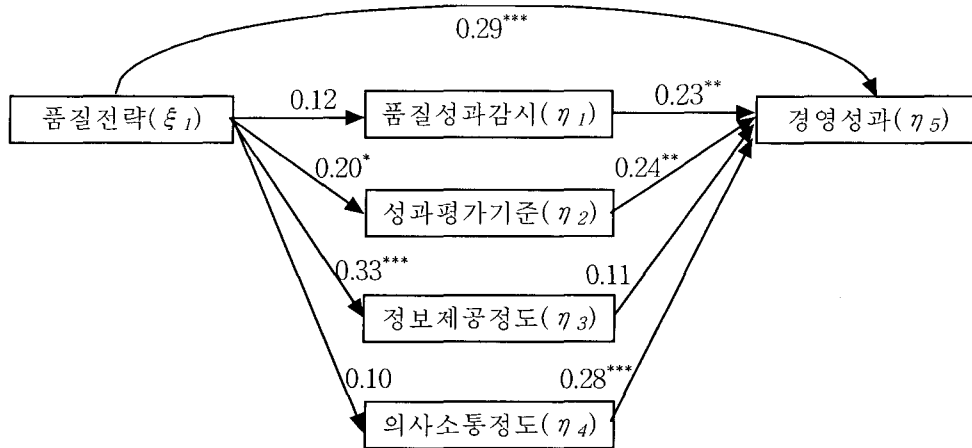 0.29***
품질전략(ξ1) 0.12 품질성과감시(η1) 0.23** 경영성과(η5)
0.20* 0.24**
성과평가기준(η2)
0.33*** 0.11
정보제공정도(η3)
0.10 0.28***
의사소통정도(η4)